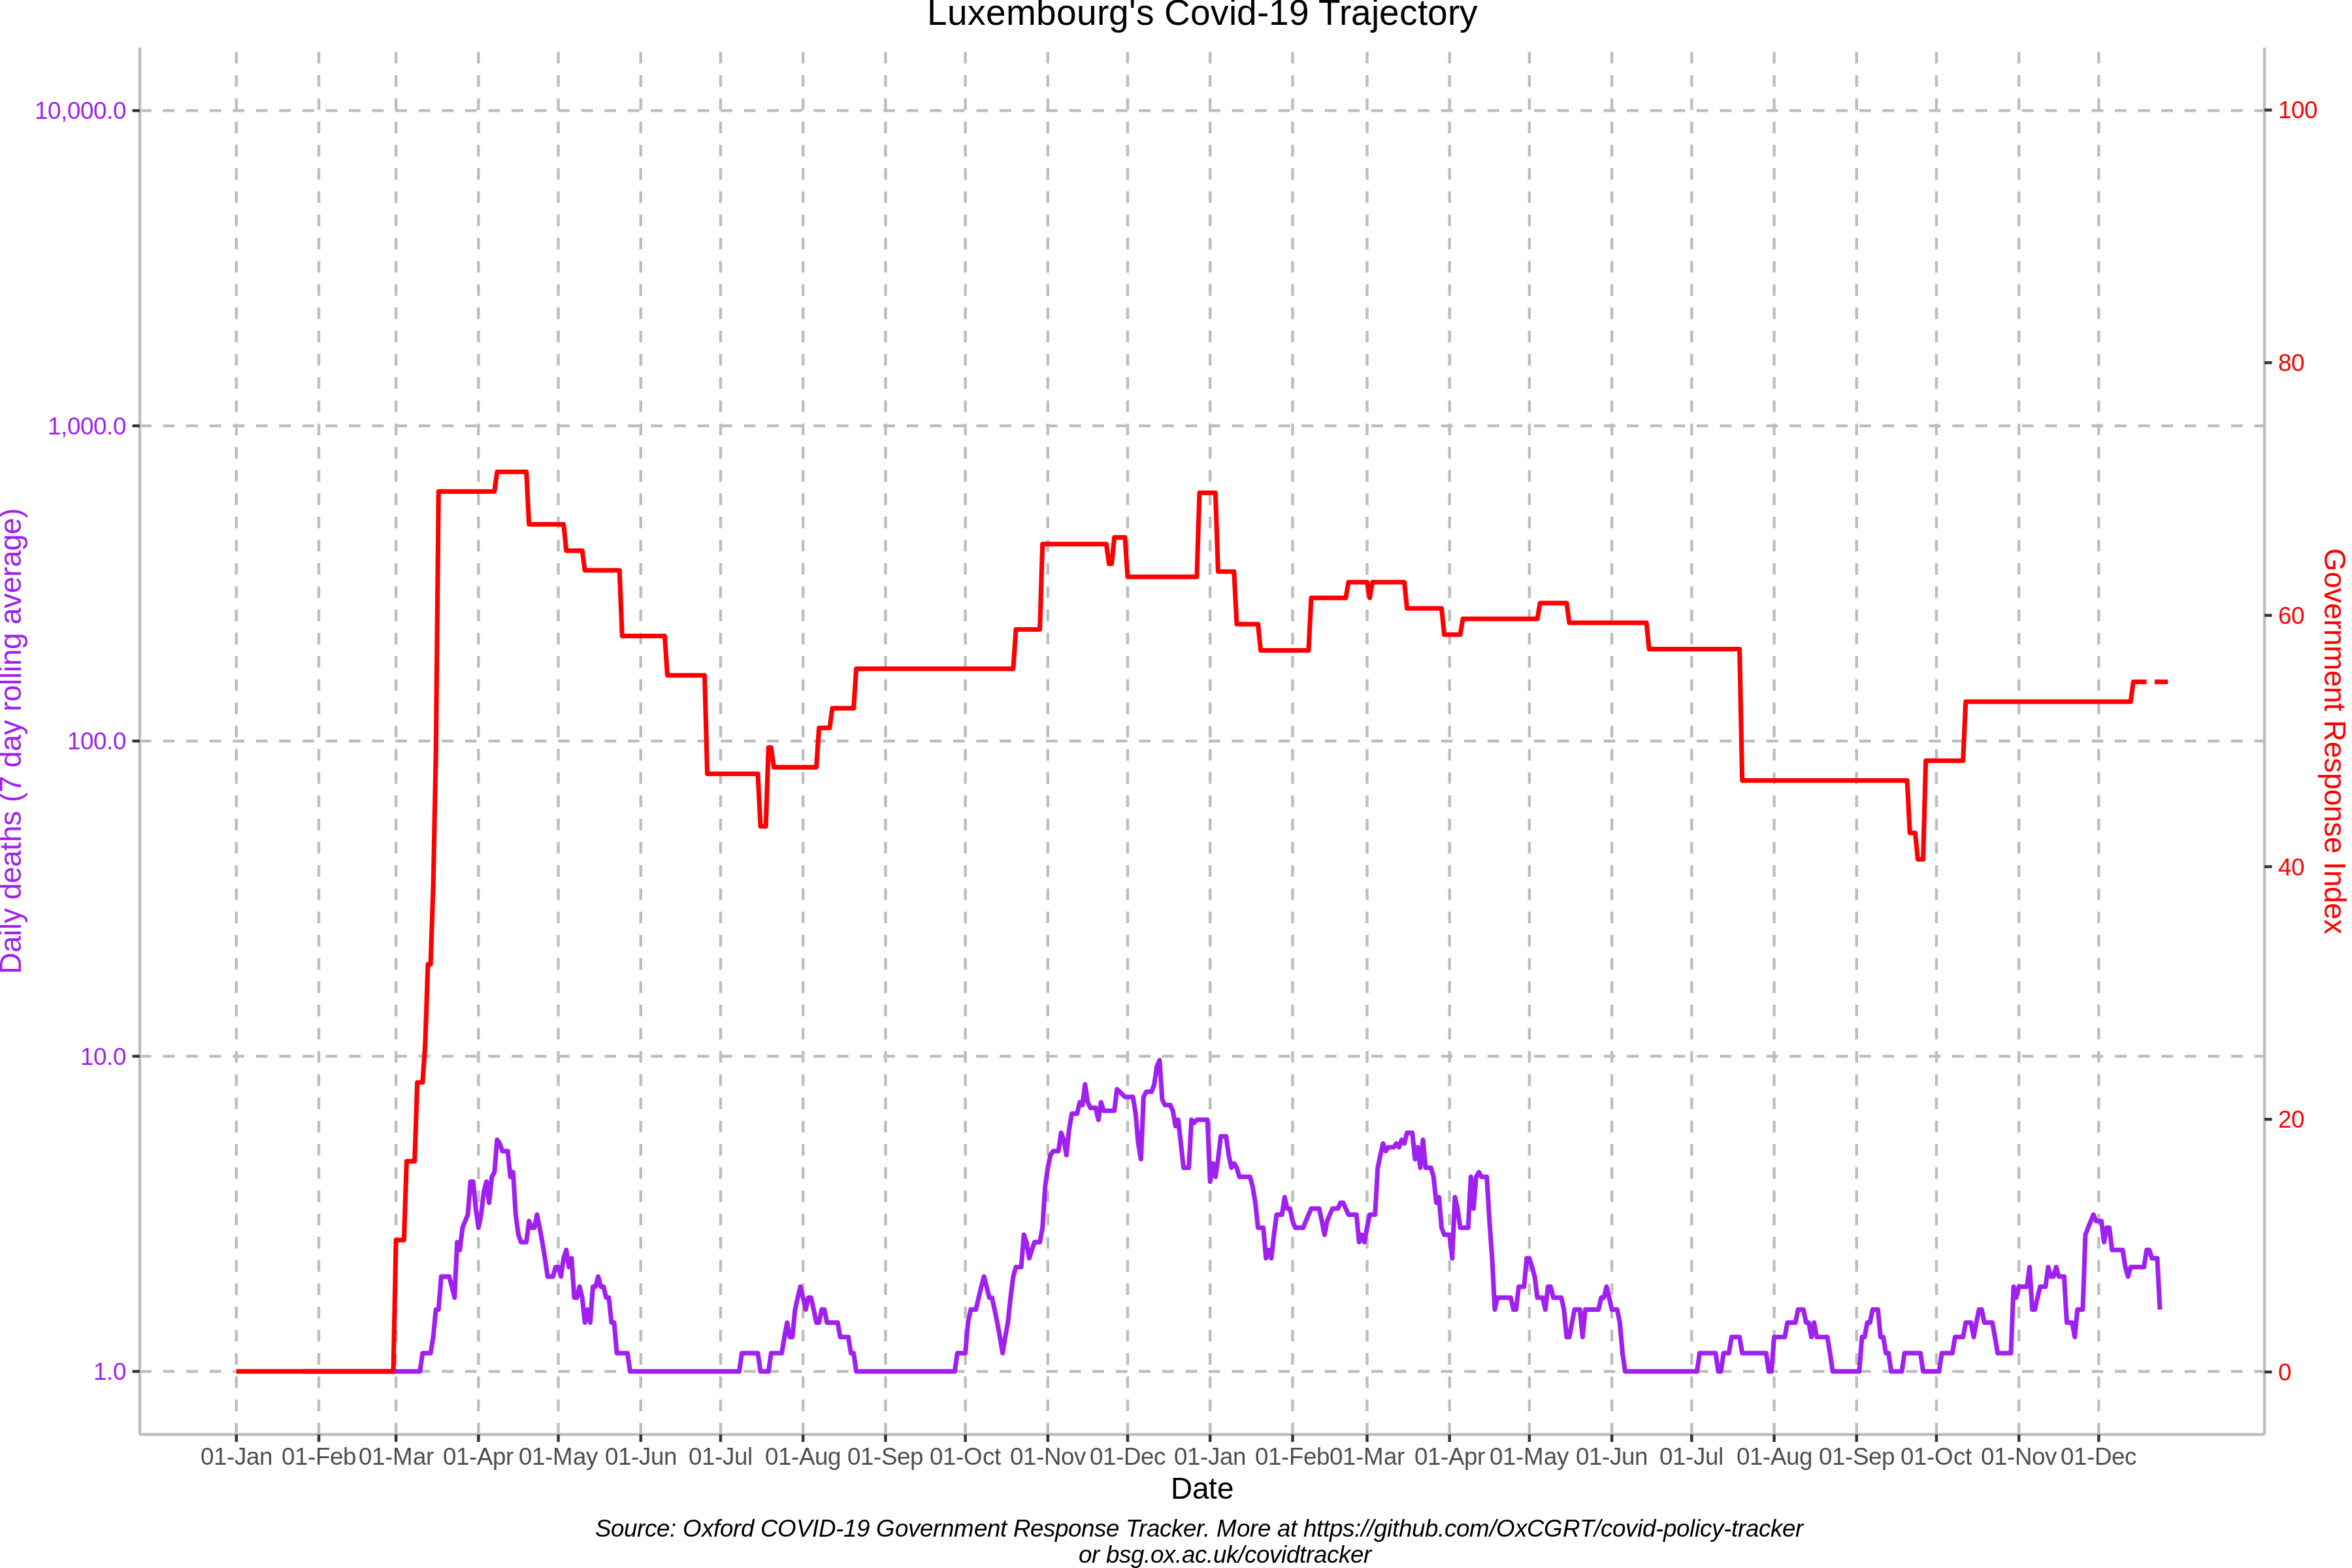 Luxembourg's Covid-19 Trajectory
10,000.0
1,000.0
100.0
10.0
1.0
Daily deaths (7 day rolling average)
100
80
60
40
20
0
Government Response Index
01-Jan 01-Feb 01-Mar 01-Apr 01-May 01-Jun 01-Jul 01-Aug 01-Sep 01-Oct 01-Nov 01-Dec 01-Jan 01-Feb 01-Mar 01-Apr 01-May 01-Jun 01-Jul 01-Aug 01-Sep 01-Oct 01-Nov 01-Dec
Date
Source: Oxford COVID-19 Government Response Tracker. More at https://github.com/OxCGRT/covid-policy-tracker
or bsg.ox.ac.uk/covidtracker